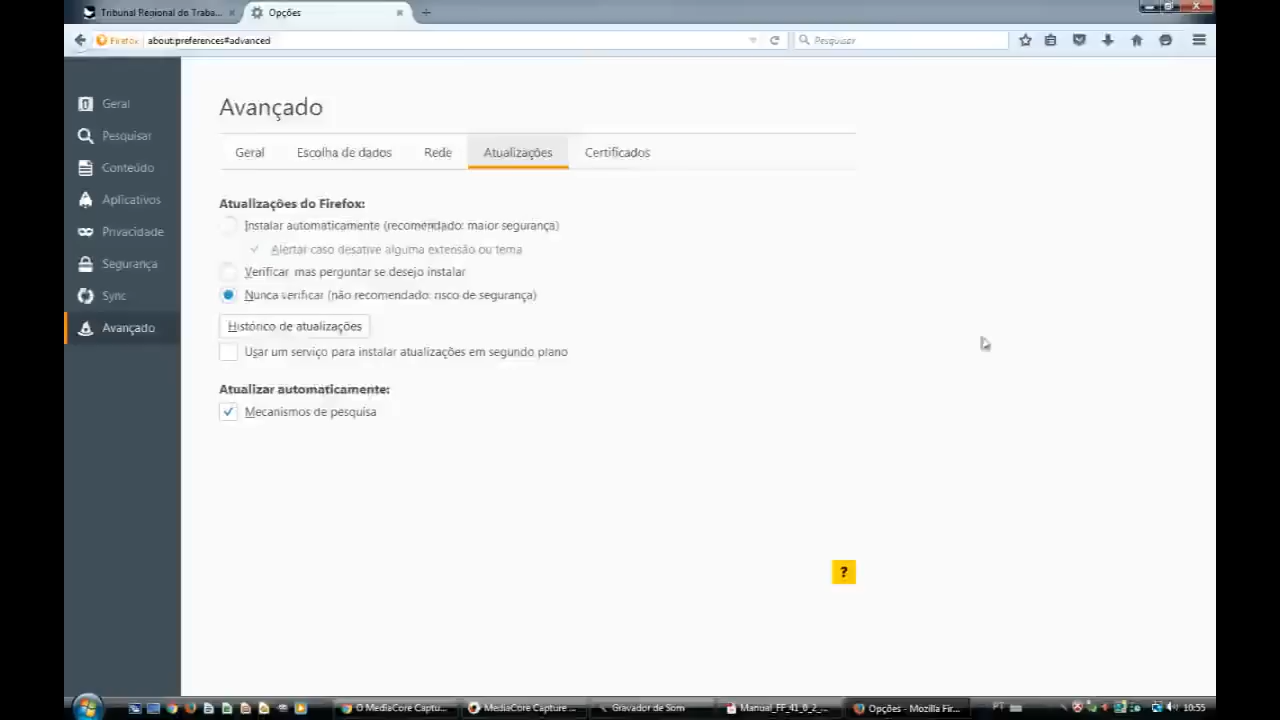 Tribunal Regional do Traba...
Opções
Firefox
about:preferences#advanced
Pesquisar
Geral
Pesquisar
Conteúdo
Aplicativos
Privacidade
Segurança
Sync
Avançado
Avançado
Geral
Escolha de dados
Rede
Atualizações
Certificados
Atualizações do Firefox:
Instalar automaticamente (recomendado: maior segurança)
Alertar caso desative alguma extensão ou tema
Verificar mas perguntar se desejo instalar
Nunca verificar (não recomendado: risco de segurança)
Histórico de atualizações
Usar um serviço para instalar atualizações em segundo plano
Atualizar automaticamente:
Mecanismos de pesquisa
?
O MediaCore Captu...
MediaCore Capture ...
Gravador de Som
Manual_FF_41_0_2_...
Opções - Mozilla Fir...
PT
10:55